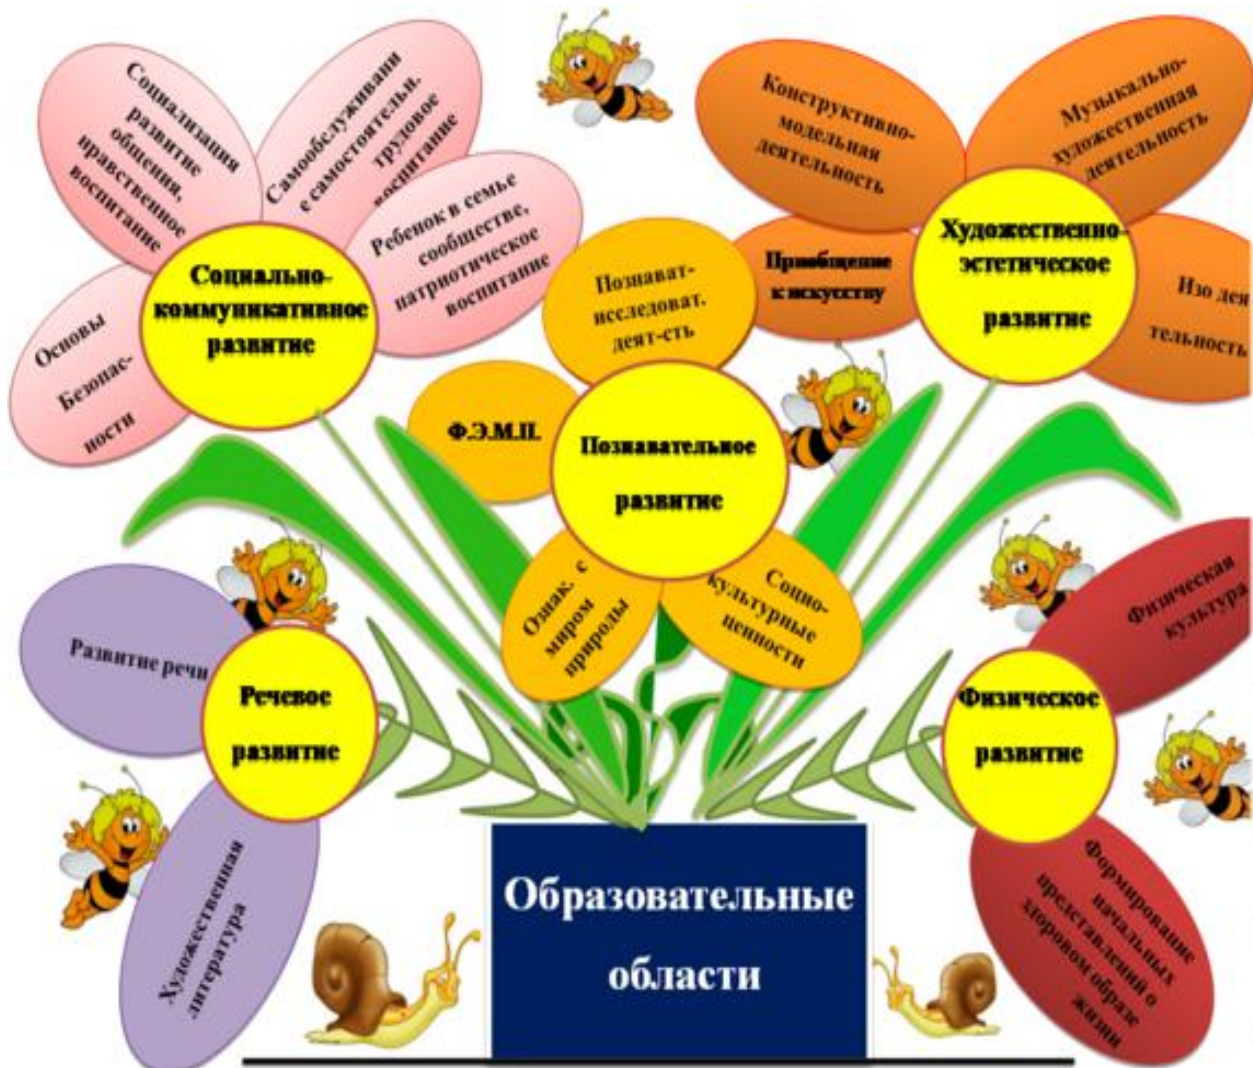 Социализация
развитие
общения,
нравственное
воспитание
Самообслуживани
е самостоятельн.
трудовое
воспитание
Ребенок в семье
сообществе,
патриотическое
воспитание
Основы
Безопас-
ности
Социально-
коммуникативное
развитие
Конструктивно-
модельная
деятельность
Музыкально-
художественная
деятельность
Приобщение
к искусству
Изо дея
тельность
Художественно-
эстетическое
развитие
Познават-
исследоват.
деят-сть
Ф.Э.М.П.
Познавательное
развитие
Ознак. с
миром
природы
Социо-
культурные
ценности
Развитие речи
Речевое
развитие
Художественная
литература
Физическая
культура
Физическое
развитие
Формирование
начальных
представлений о
здоровом образе
жизни
Образовательные
области